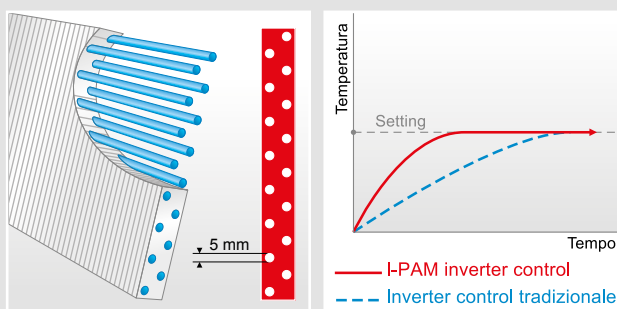 5 mm
Temperatura
Setting
Tempo
I-PAM inverter control
Inverter control tradizionale